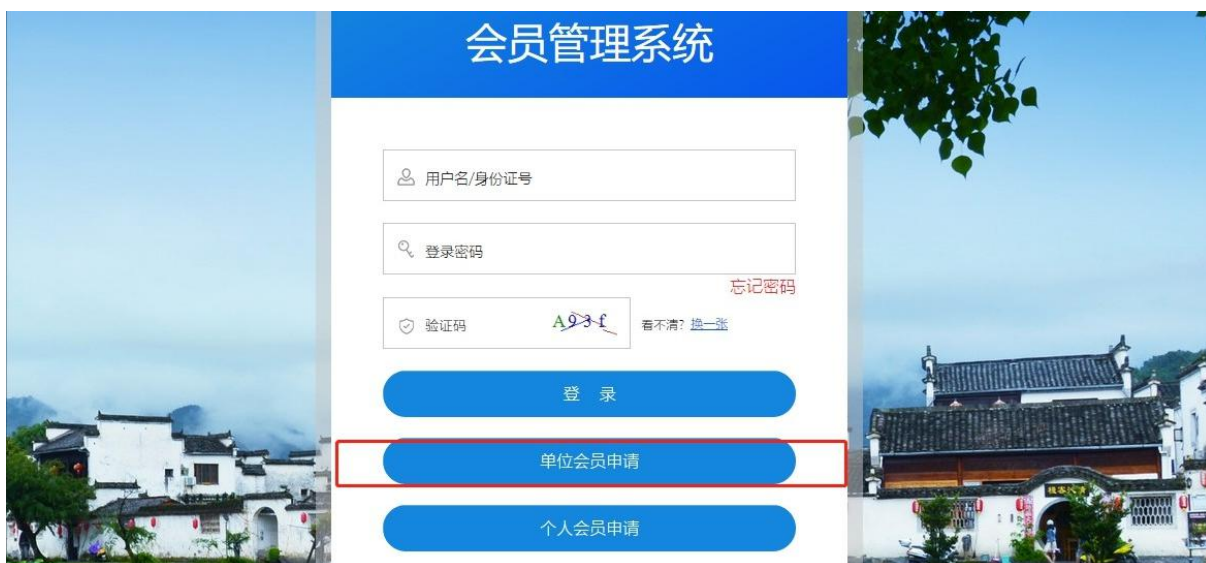 会员管理系统
用户名/身份证号
登录密码
忘记密码
验证码 A93f 看不清? 换一张
登 录
单位会员申请
个人会员申请